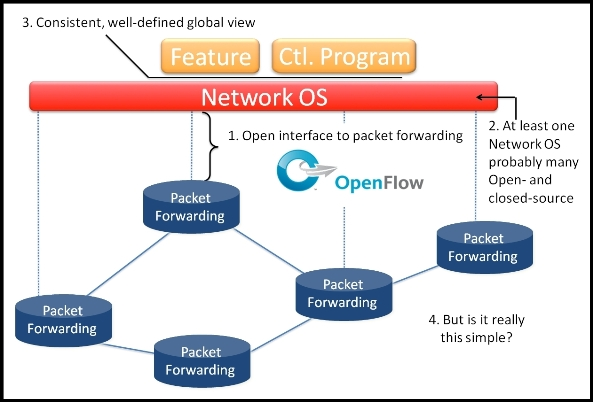 3. Consistent, well-defined global view
Feature
Ctl. Program
Network OS
1. Open interface to packet forwarding
2. At least one
Network OS
probably many
Open- and
closed-source
OpenFlow
Packet
Forwarding
Packet
Forwarding
Packet
Forwarding
Packet
Forwarding
Packet
Forwarding
4. But is it really
this simple?